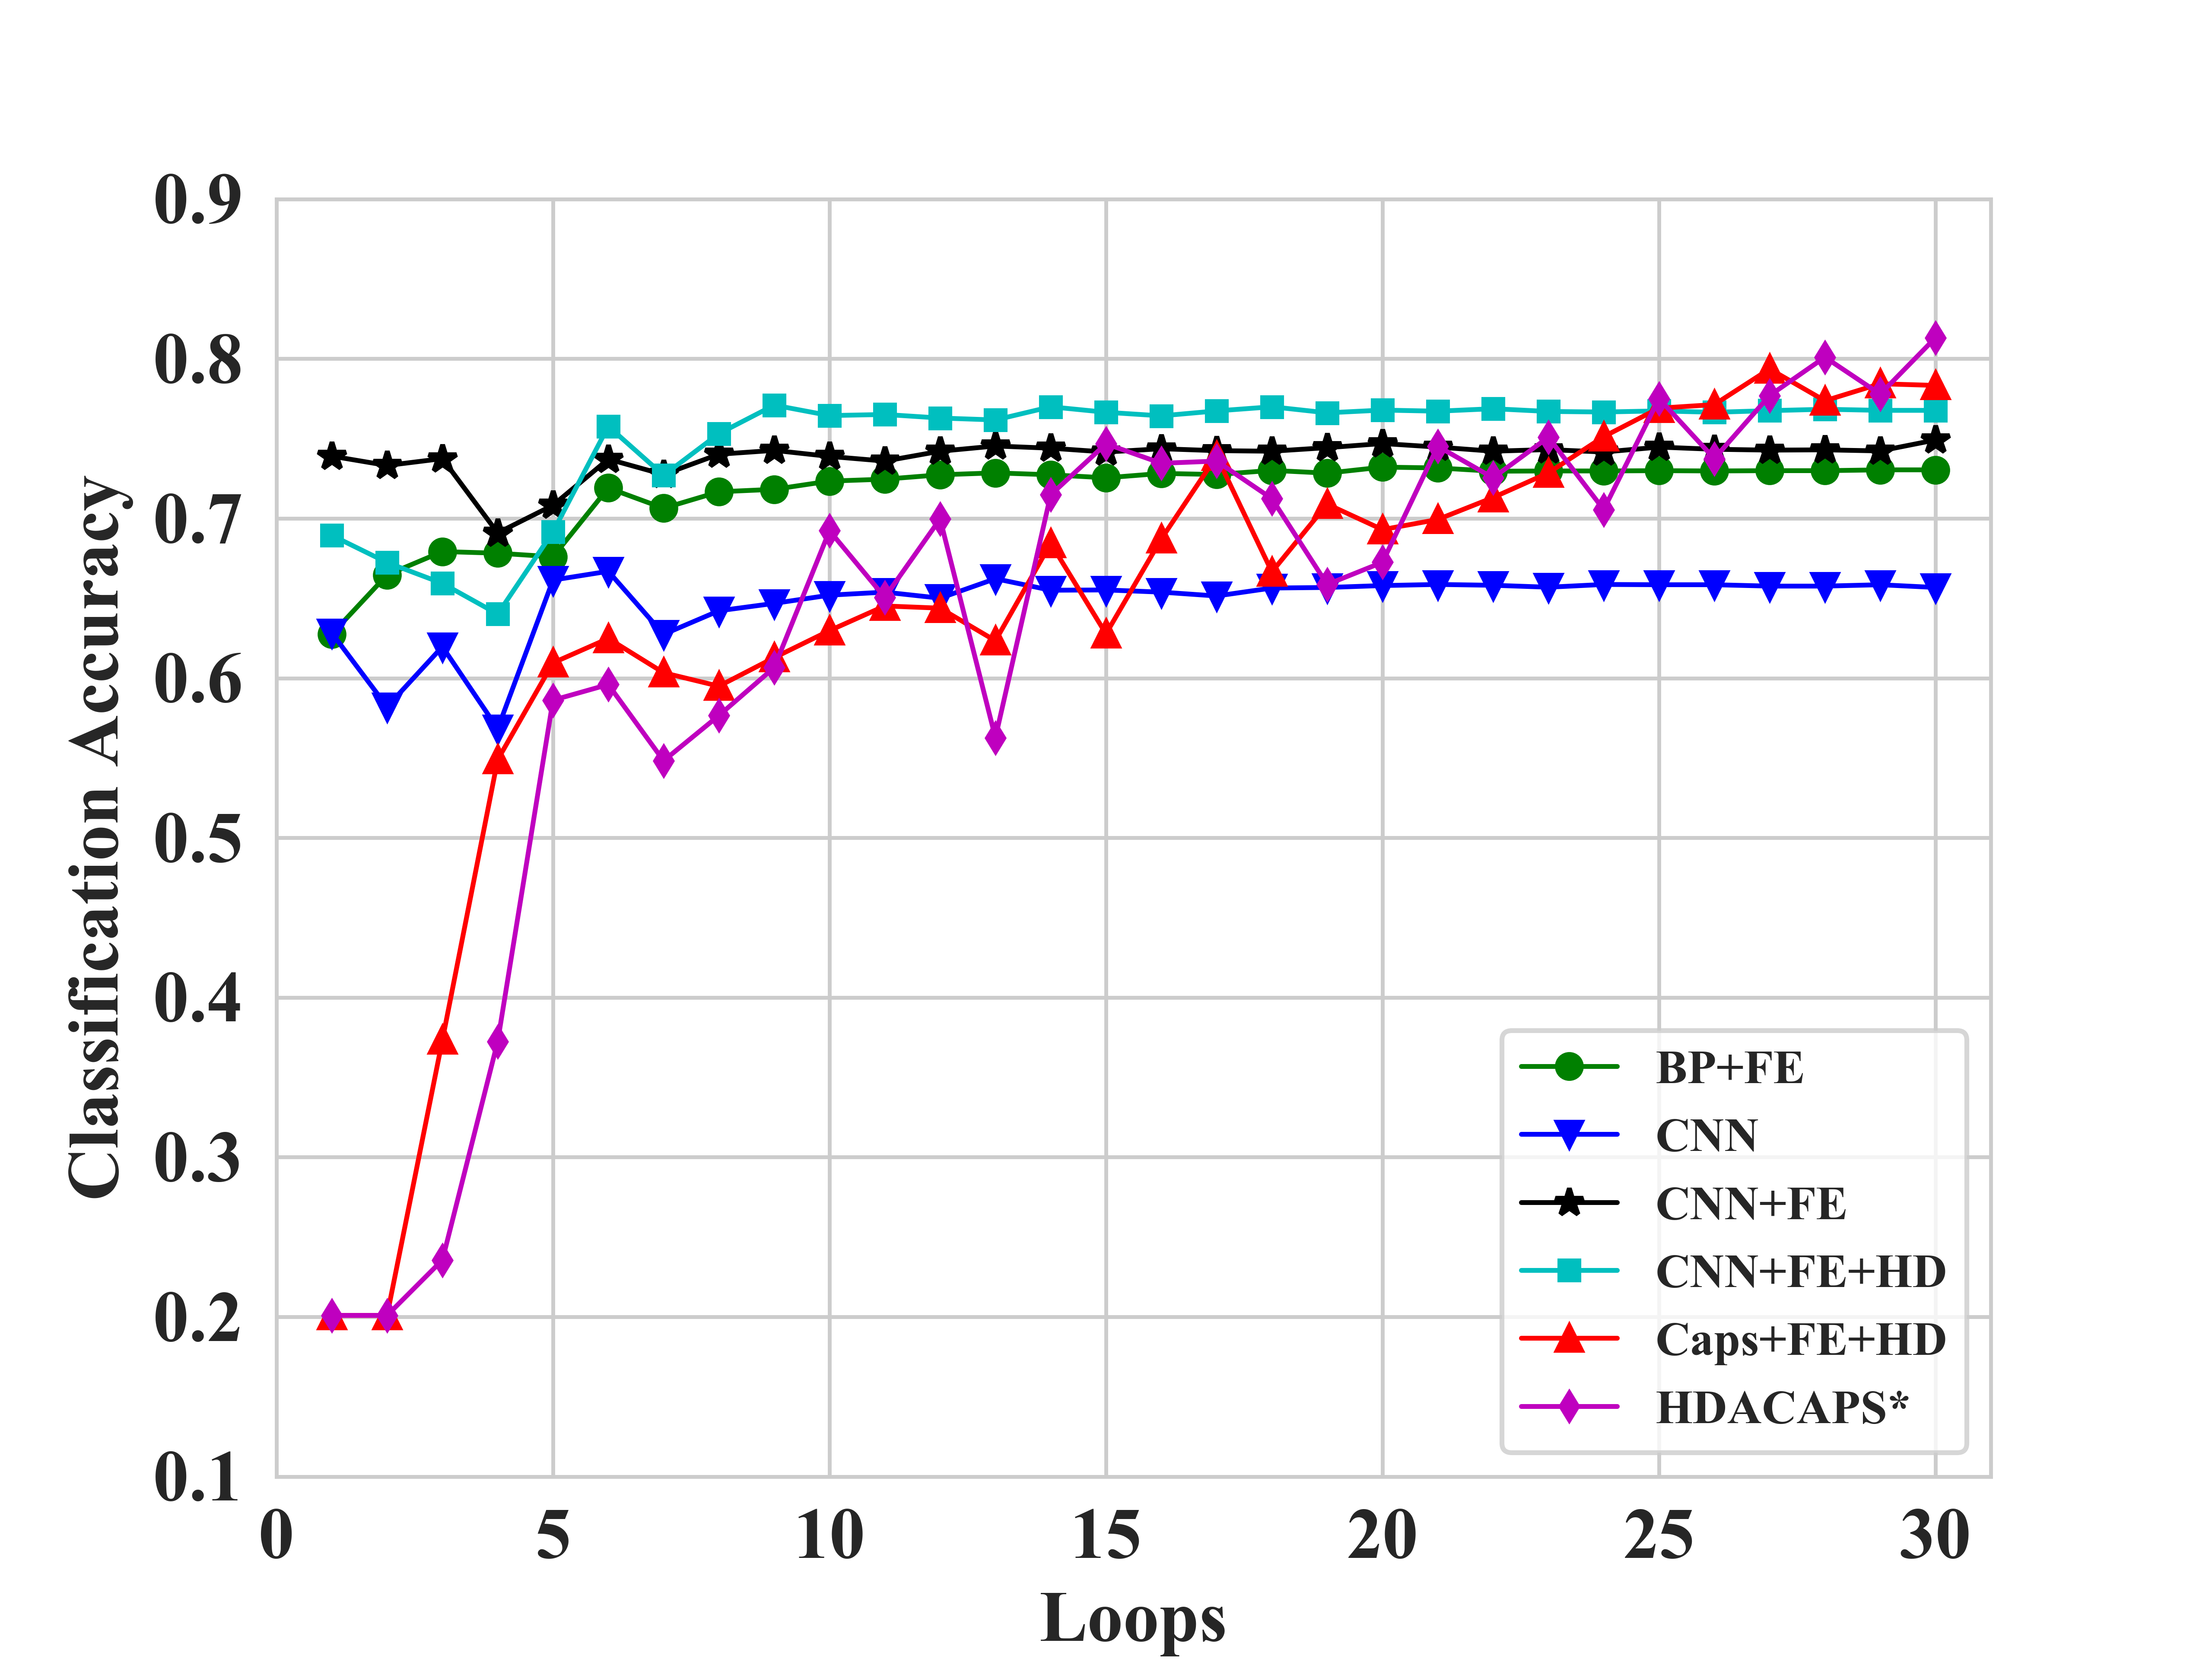 0.9
0.8
0.7
0.6
0.5
0.4
0.3
0.2
0.1
Classification Accuracy
0 5 10 15 20 25 30
Loops
BP+FE
CNN
CNN+FE
CNN+FE+HD
Caps+FE+HD
HDACAPS*